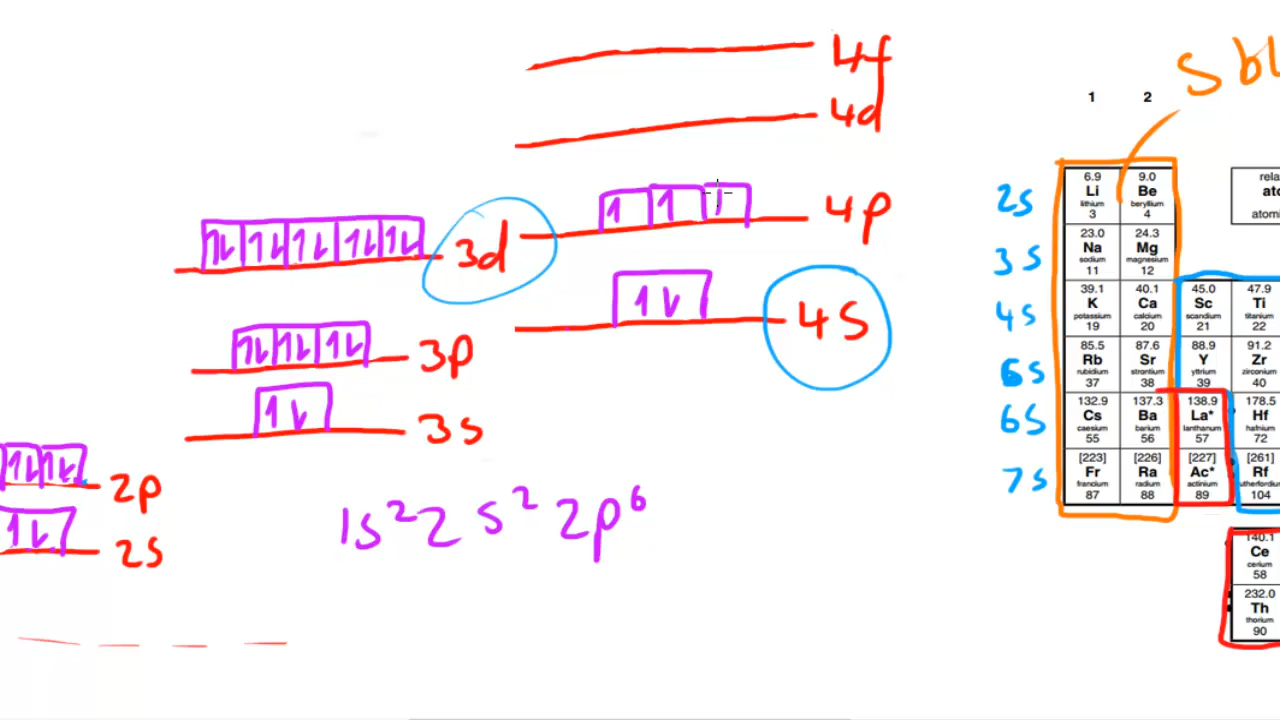 4f
4d
4p
3d
4s
3p
3s
2p
2s
1s² 2s² 2p⁶
s bl
1 2
2s
3s
4s
6s
6s
7s
6.9 9.0
Li Be
lithium beryllium
3 4
23.0 24.3
Na Mg
sodium magnesium
11 12
39.1 40.1 45.0 47.9
K Ca Sc Ti
potassium calcium scandium titanium
19 20 21 22
85.5 87.6 88.9 91.2
Rb Sr Y Zr
rubidium strontium yttrium zirconium
37 38 39 40
132.9 137.3 138.9 178.5
Cs Ba La* Hf
caesium barium lanthanum hafnium
55 56 57 72
[223] [226] [227] [261]
Fr Ra Ac* Rf
francium radium actinium utherfordium
87 88 89 104
rela
ato
atomi
140.1
Ce
cerium
58
232.0
Th
thorium
90